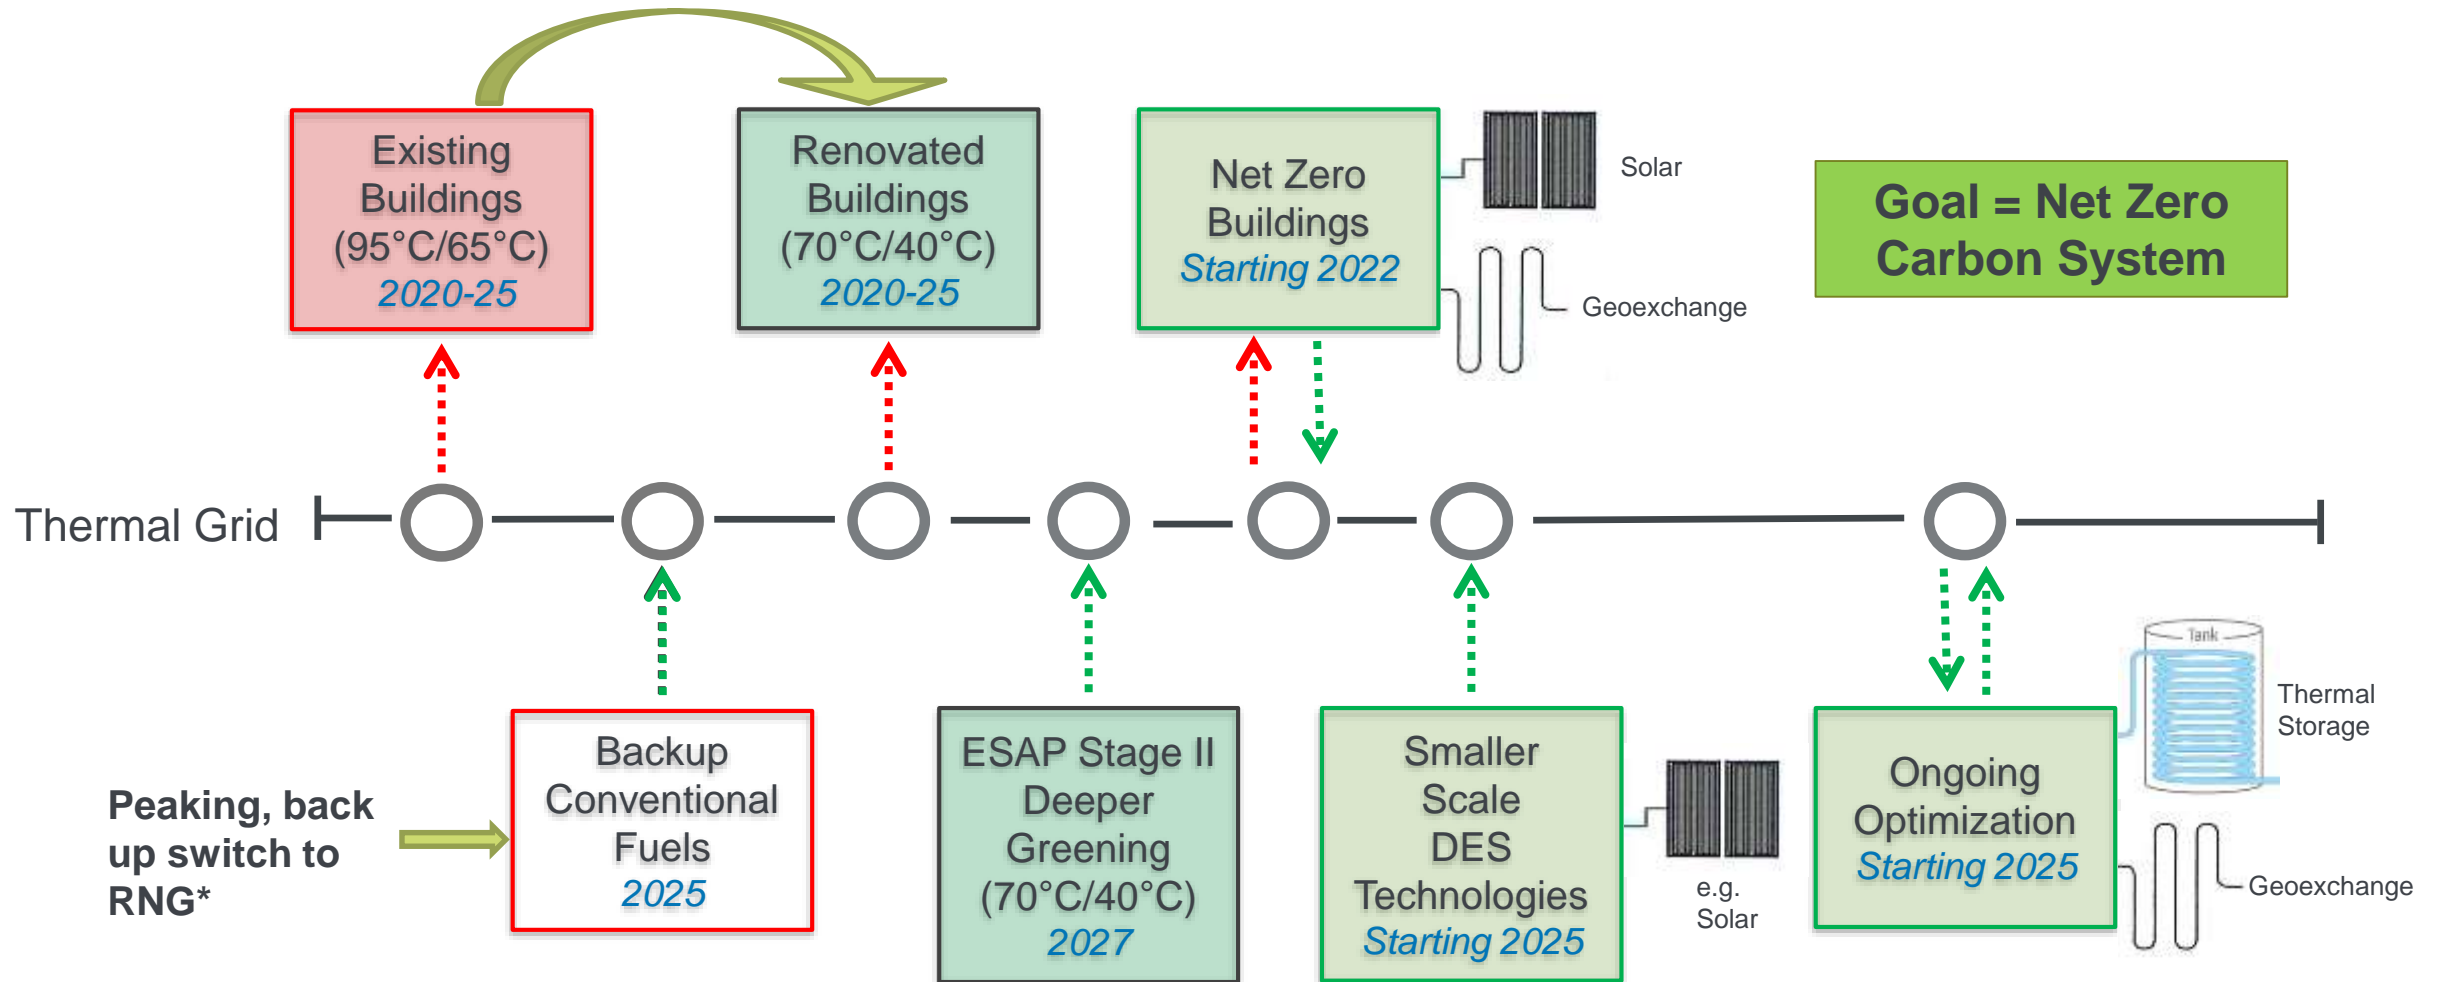 Existing
Buildings
(95°C/65°C)
2020-25
Renovated
Buildings
(70°C/40°C)
2020-25
Net Zero
Buildings
Starting 2022
Solar
Geoexchange
Goal = Net Zero
Carbon System
Thermal Grid
Peaking, back
up switch to
RNG*
Backup
Conventional
Fuels
2025
ESAP Stage II
Deeper
Greening
(70°C/40°C)
2027
Smaller
Scale
DES
Technologies
Starting 2025
e.g.
Solar
Ongoing
Optimization
Starting 2025
Tank
Thermal
Storage
Geoexchange